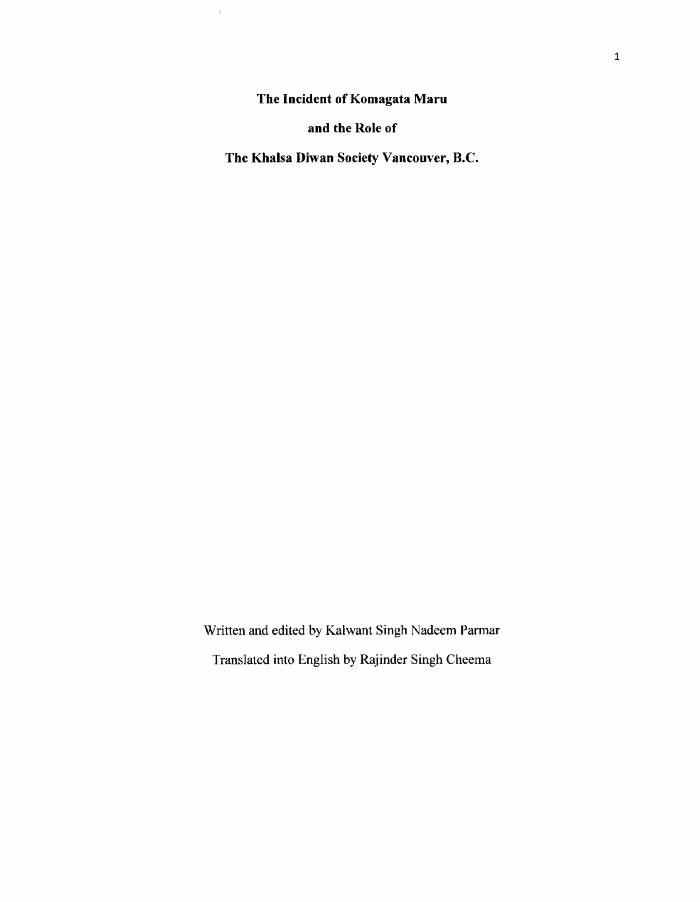 1
The Incident of Komagata Maru
and the Role of
The Khalsa Diwan Society Vancouver, B.C.
Written and edited by Kalwant Singh Nadeem Parmar
Translated into English by Rajinder Singh Cheema